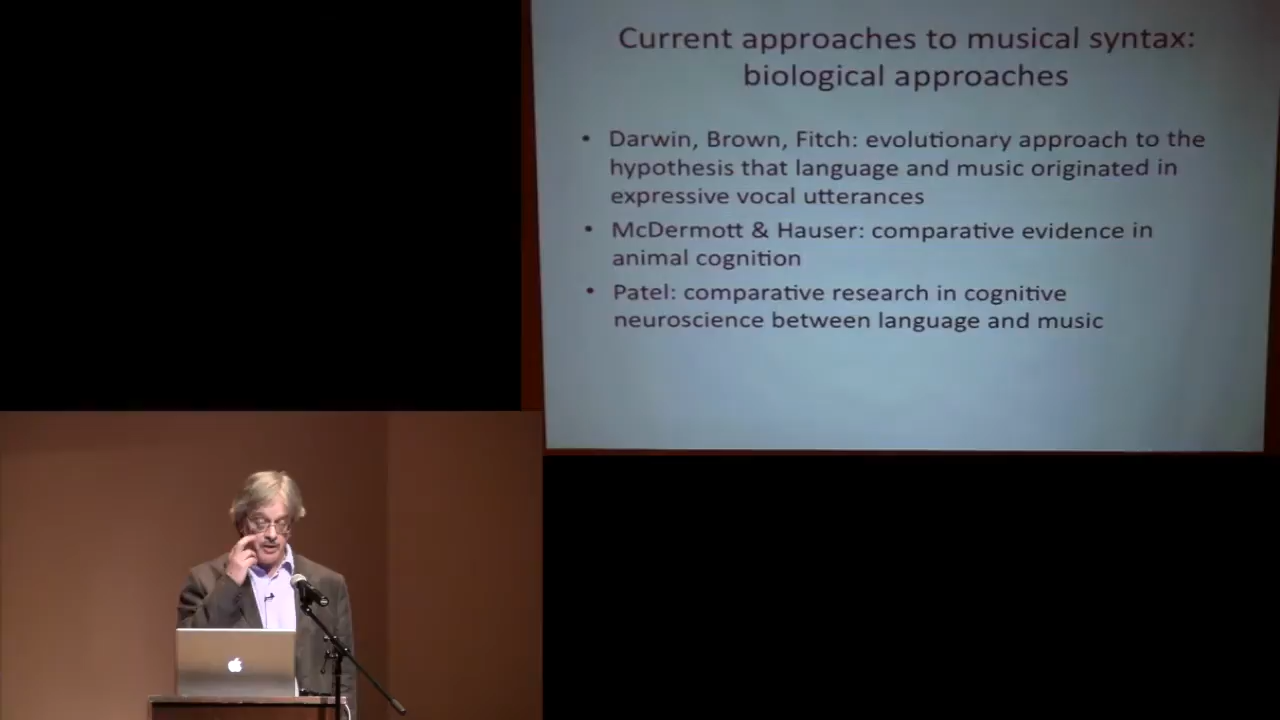 Current approaches to musical syntax:
biological approaches
• Darwin, Brown, Fitch: evolutionary approach to the
hypothesis that language and music originated in
expressive vocal utterances
• McDermott & Hauser: comparative evidence in
animal cognition
• Patel: comparative research in cognitive
neuroscience between language and music